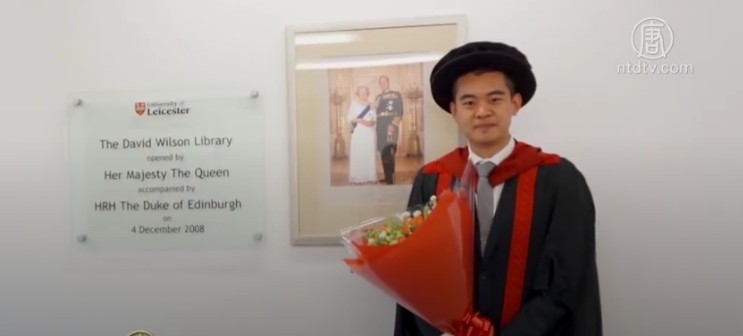 唐
ntdtv.com
University of
Leicester
The David Wilson Library
opened by
Her Majesty The Queen
accompanied by
HRH The Duke of Edinburgh
on
4 December 2008